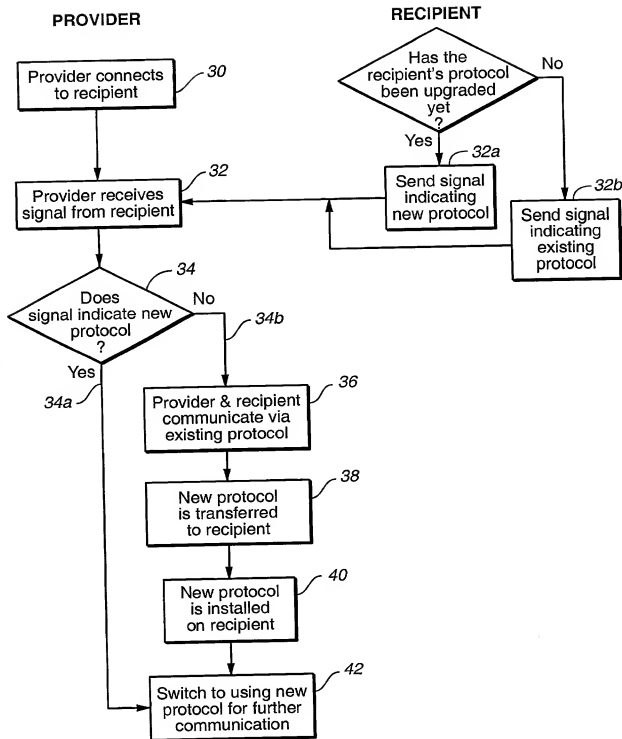 PROVIDER
RECIPIENT
Provider connects
to recipient
30
Has the
recipient's protocol
been upgraded
yet
?
No
Yes
32a
Send signal
indicating
new protocol
32b
Send signal
indicating
existing
protocol
32
Provider receives
signal from recipient
34
Does
signal indicate new
protocol
?
No
34b
Yes
34a
36
Provider & recipient
communicate via
existing protocol
38
New protocol
is transferred
to recipient
40
New protocol
is installed
on recipient
42
Switch to using new
protocol for further
communication